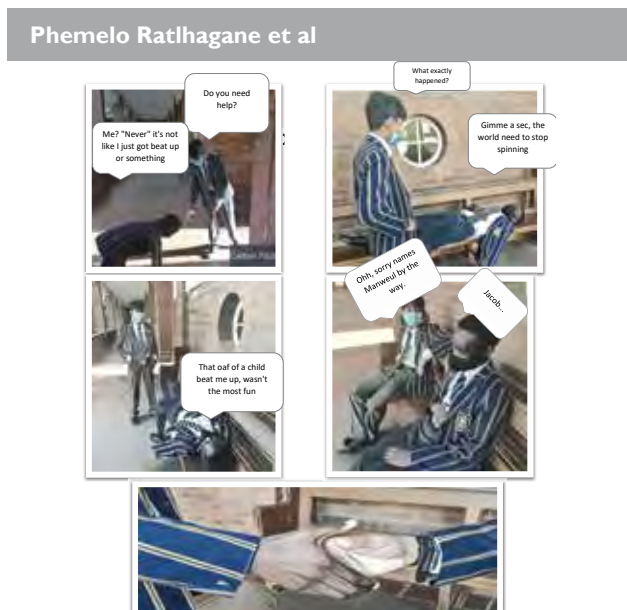 Phemelo Ratlhagane et al
Do you need
help?
Me? "Never" it's not
like I just got beat up
or something
What exactly
happened?
Gimme a sec, the
world need to stop
spinning
That oaf of a child
beat me up, wasn't
the most fun
Ohh, sorry names
Manweul by the
way.
Jacob...